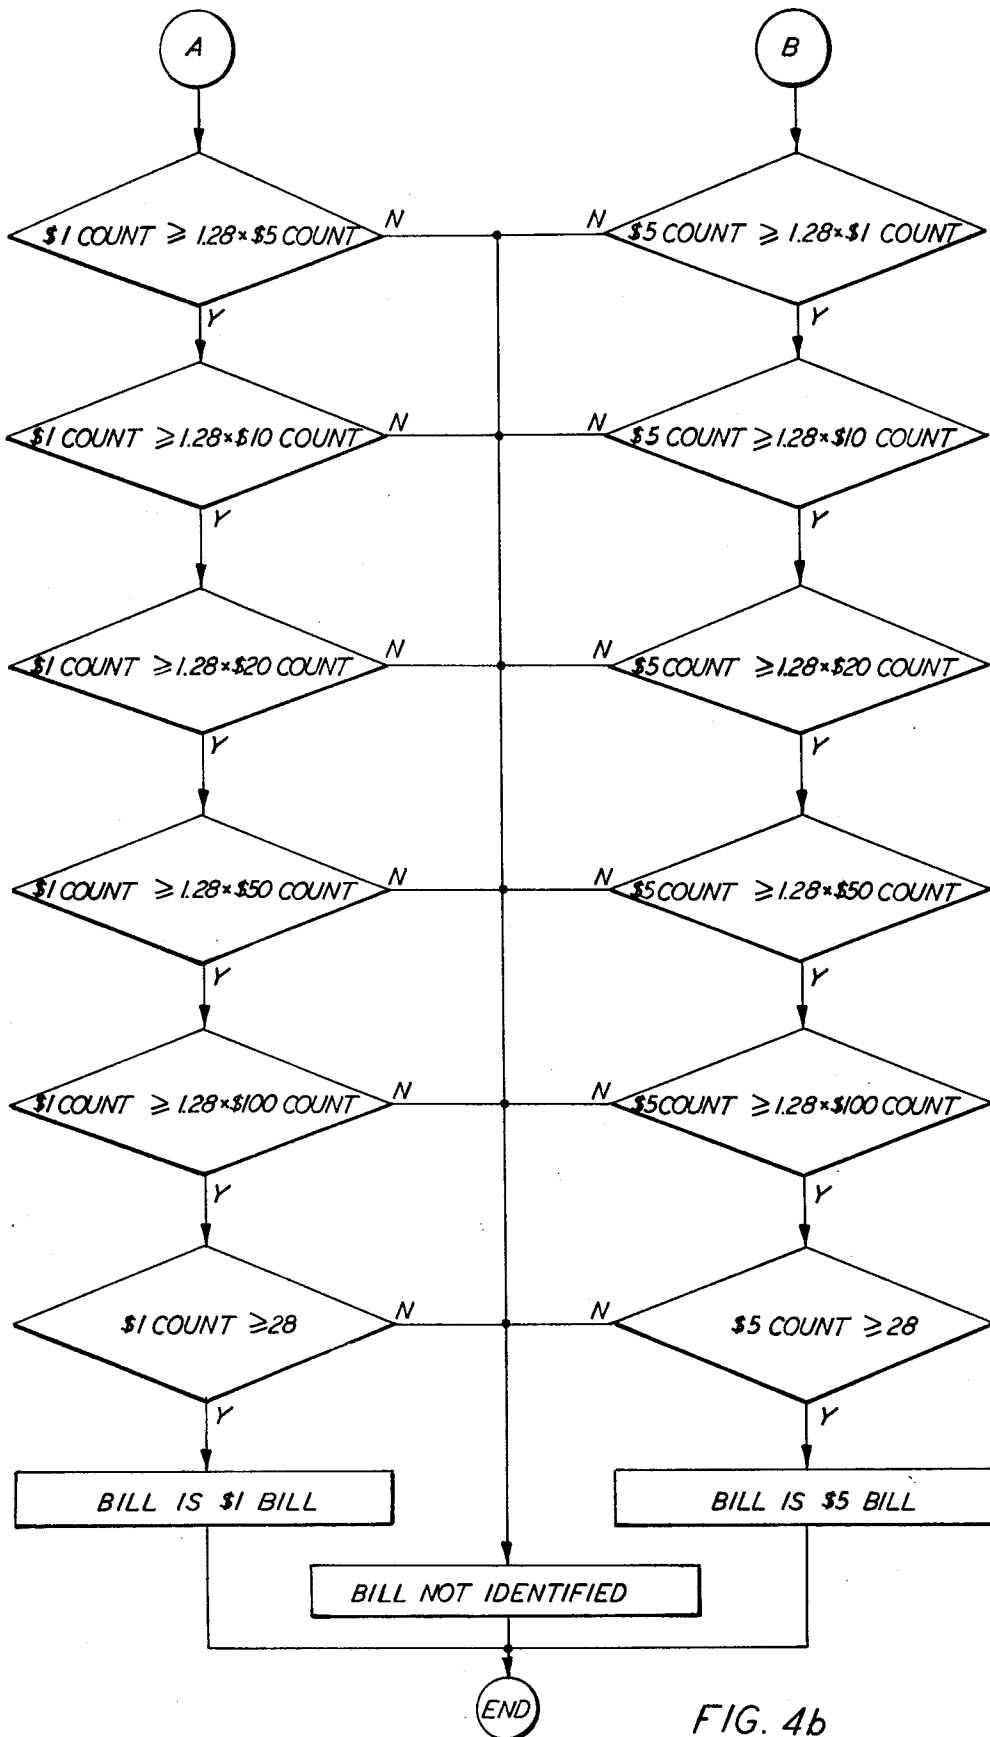 A
B
$1 COUNT ≥ 1.28×$5 COUNT
N
N
$5 COUNT ≥ 1.28×$1 COUNT
Y
Y
$1 COUNT ≥1.28×$10 COUNT
N
N
$5 COUNT ≥1.28×$10 COUNT
Y
Y
$1 COUNT ≥1.28×$20 COUNT
N
N
$5 COUNT ≥1.28×$20 COUNT
Y
Y
$1 COUNT ≥1.28×$50 COUNT
N
N
$5 COUNT ≥1.28×$50 COUNT
Y
Y
$1 COUNT ≥ 1.28×$100 COUNT
N
N
$5 COUNT ≥1.28×$100 COUNT
Y
Y
$1 COUNT ≥28
N
N
$5 COUNT ≥28
Y
Y
BILL IS $1 BILL
BILL IS $5 BILL
BILL NOT IDENTIFIED
END
FIG. 4b